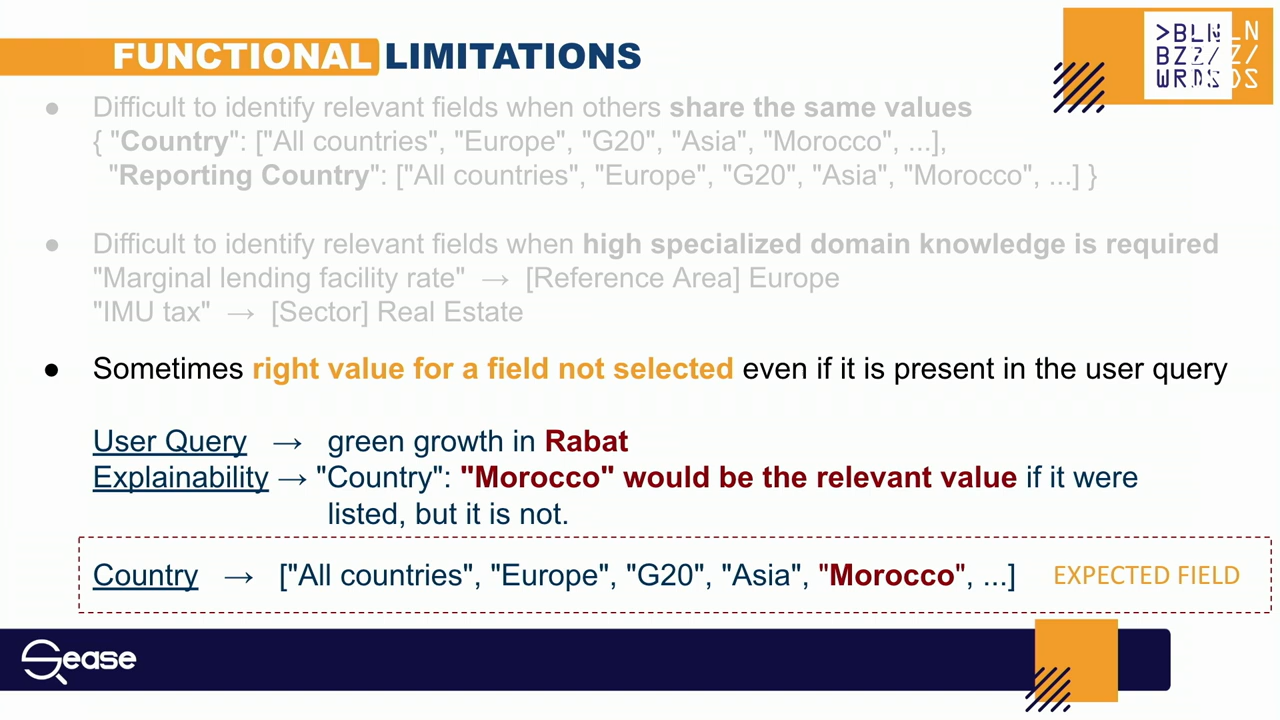 FUNCTIONAL LIMITATIONS
>BLN
BZZ/
WRDS
LN
Z/
DS
● Difficult to identify relevant fields when others share the same values
{ "Country": ["All countries", "Europe", "G20", "Asia", "Morocco", ...],
"Reporting Country": ["All countries", "Europe", "G20", "Asia", "Morocco", ...] }
● Difficult to identify relevant fields when high specialized domain knowledge is required
"Marginal lending facility rate" → [Reference Area] Europe
"IMU tax" → [Sector] Real Estate
● Sometimes right value for a field not selected even if it is present in the user query
User Query → green growth in Rabat
Explainability → "Country": "Morocco" would be the relevant value if it were
listed, but it is not.
Country → ["All countries", "Europe", "G20", "Asia", "Morocco", ...] EXPECTED FIELD
Sease